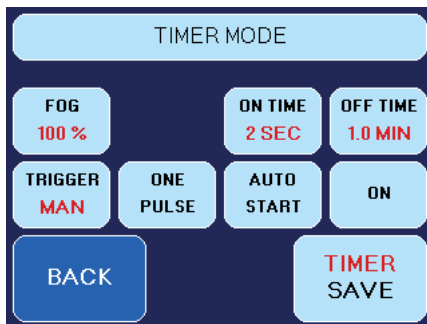 TIMER MODE
FOG
100 %
ON TIME
2 SEC
OFF TIME
1.0 MIN
TRIGGER
MAN
ONE
PULSE
AUTO
START
ON
BACK
TIMER
SAVE